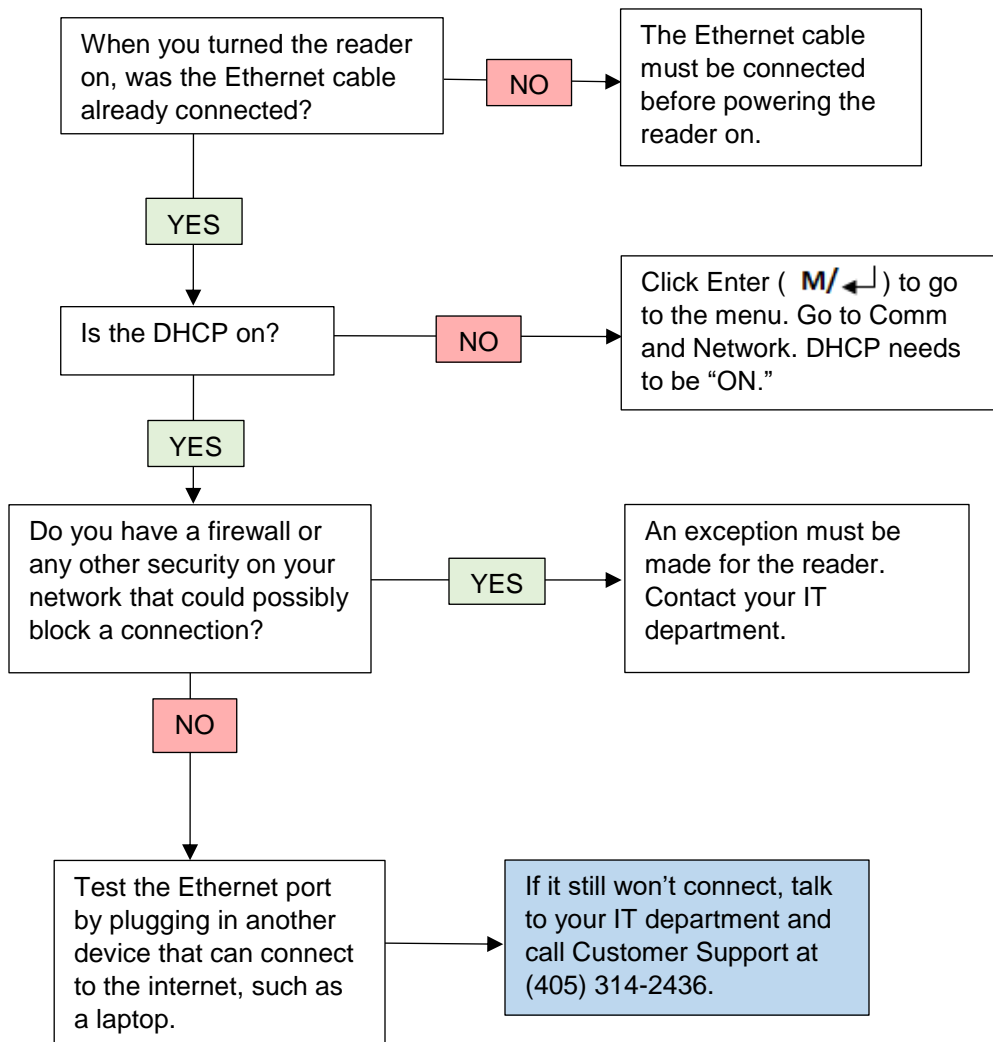 When you turned the reader
on, was the Ethernet cable
already connected?
NO
The Ethernet cable
must be connected
before powering the
reader on.
YES
Is the DHCP on?
NO
Click Enter ( M/↵ ) to go
to the menu. Go to Comm
and Network. DHCP needs
to be “ON.”
YES
Do you have a firewall or
any other security on your
network that could possibly
block a connection?
YES
An exception must be
made for the reader.
Contact your IT
department.
NO
Test the Ethernet port
by plugging in another
device that can connect
to the internet, such as
a laptop.
If it still won’t connect, talk
to your IT department and
call Customer Support at
(405) 314-2436.